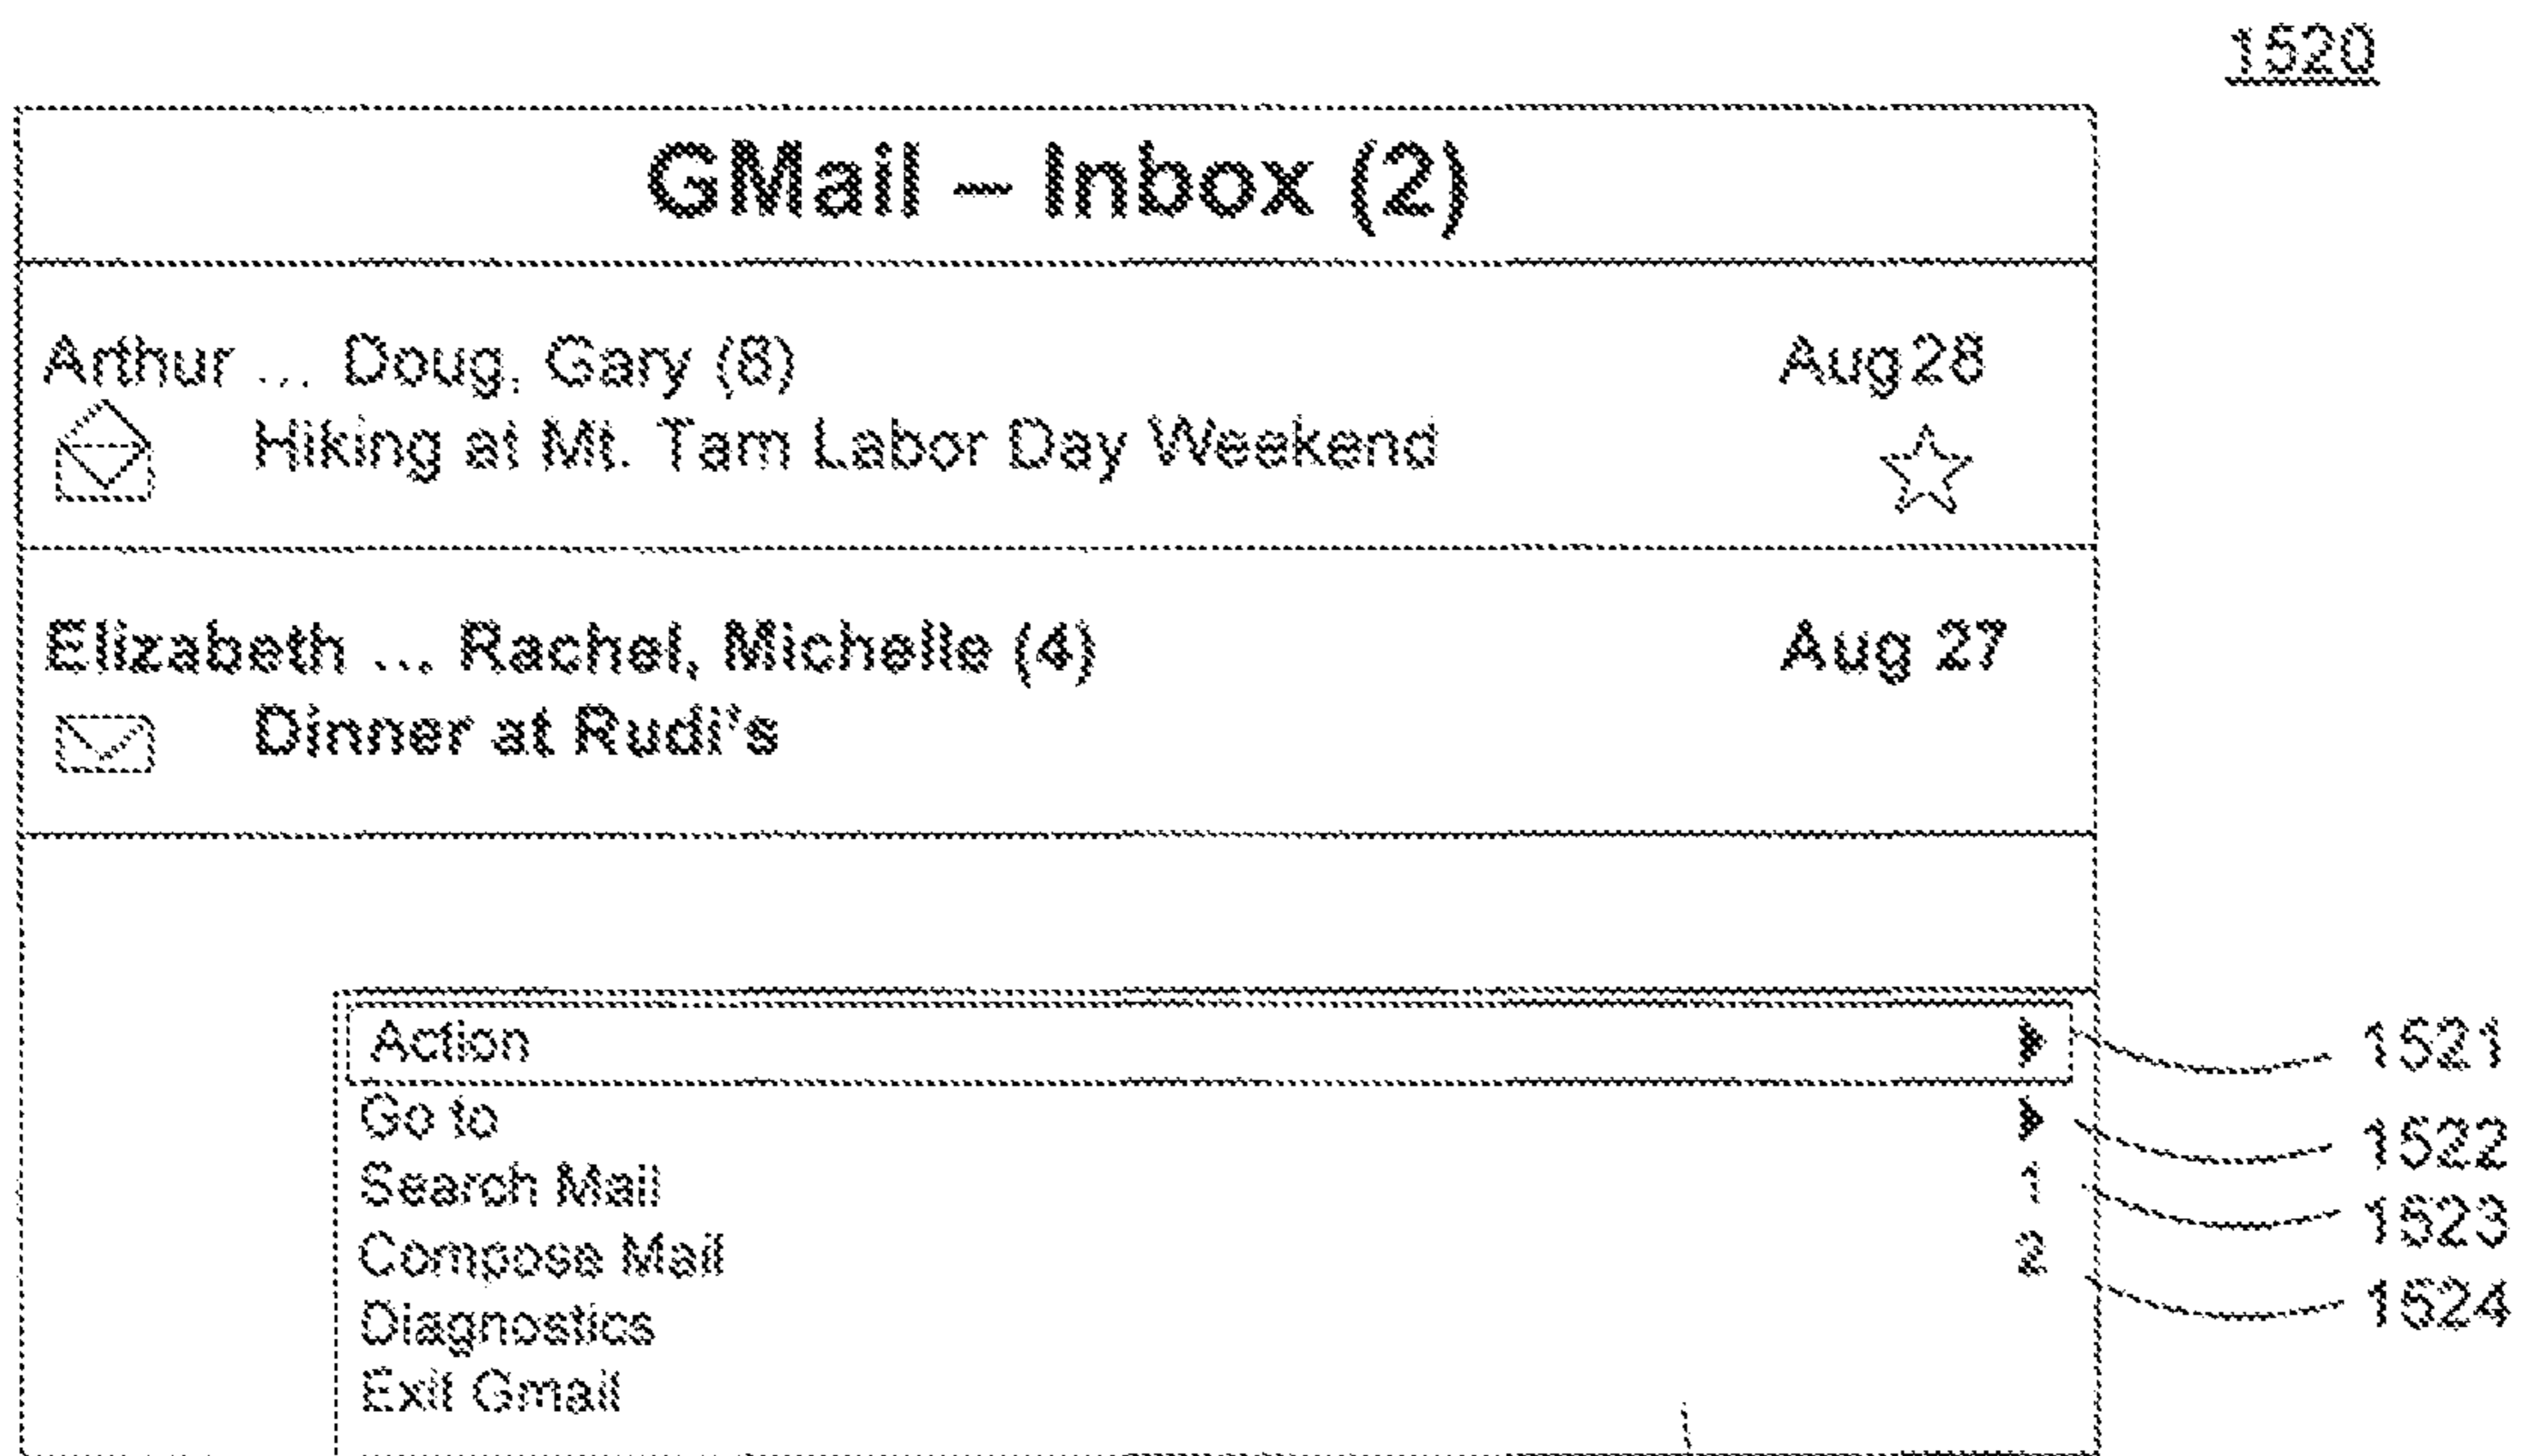 1520
GMail – Inbox (2)
Arthur ... Doug, Gary (8) Aug 28
Hiking at Mt. Tam Labor Day Weekend
Elizabeth ... Rachel, Michelle (4) Aug 27
Dinner at Rudi's
Action 1521
Go to 1522
Search Mail 1 1523
Compose Mail 2 1524
Diagnostics
Exit Gmail